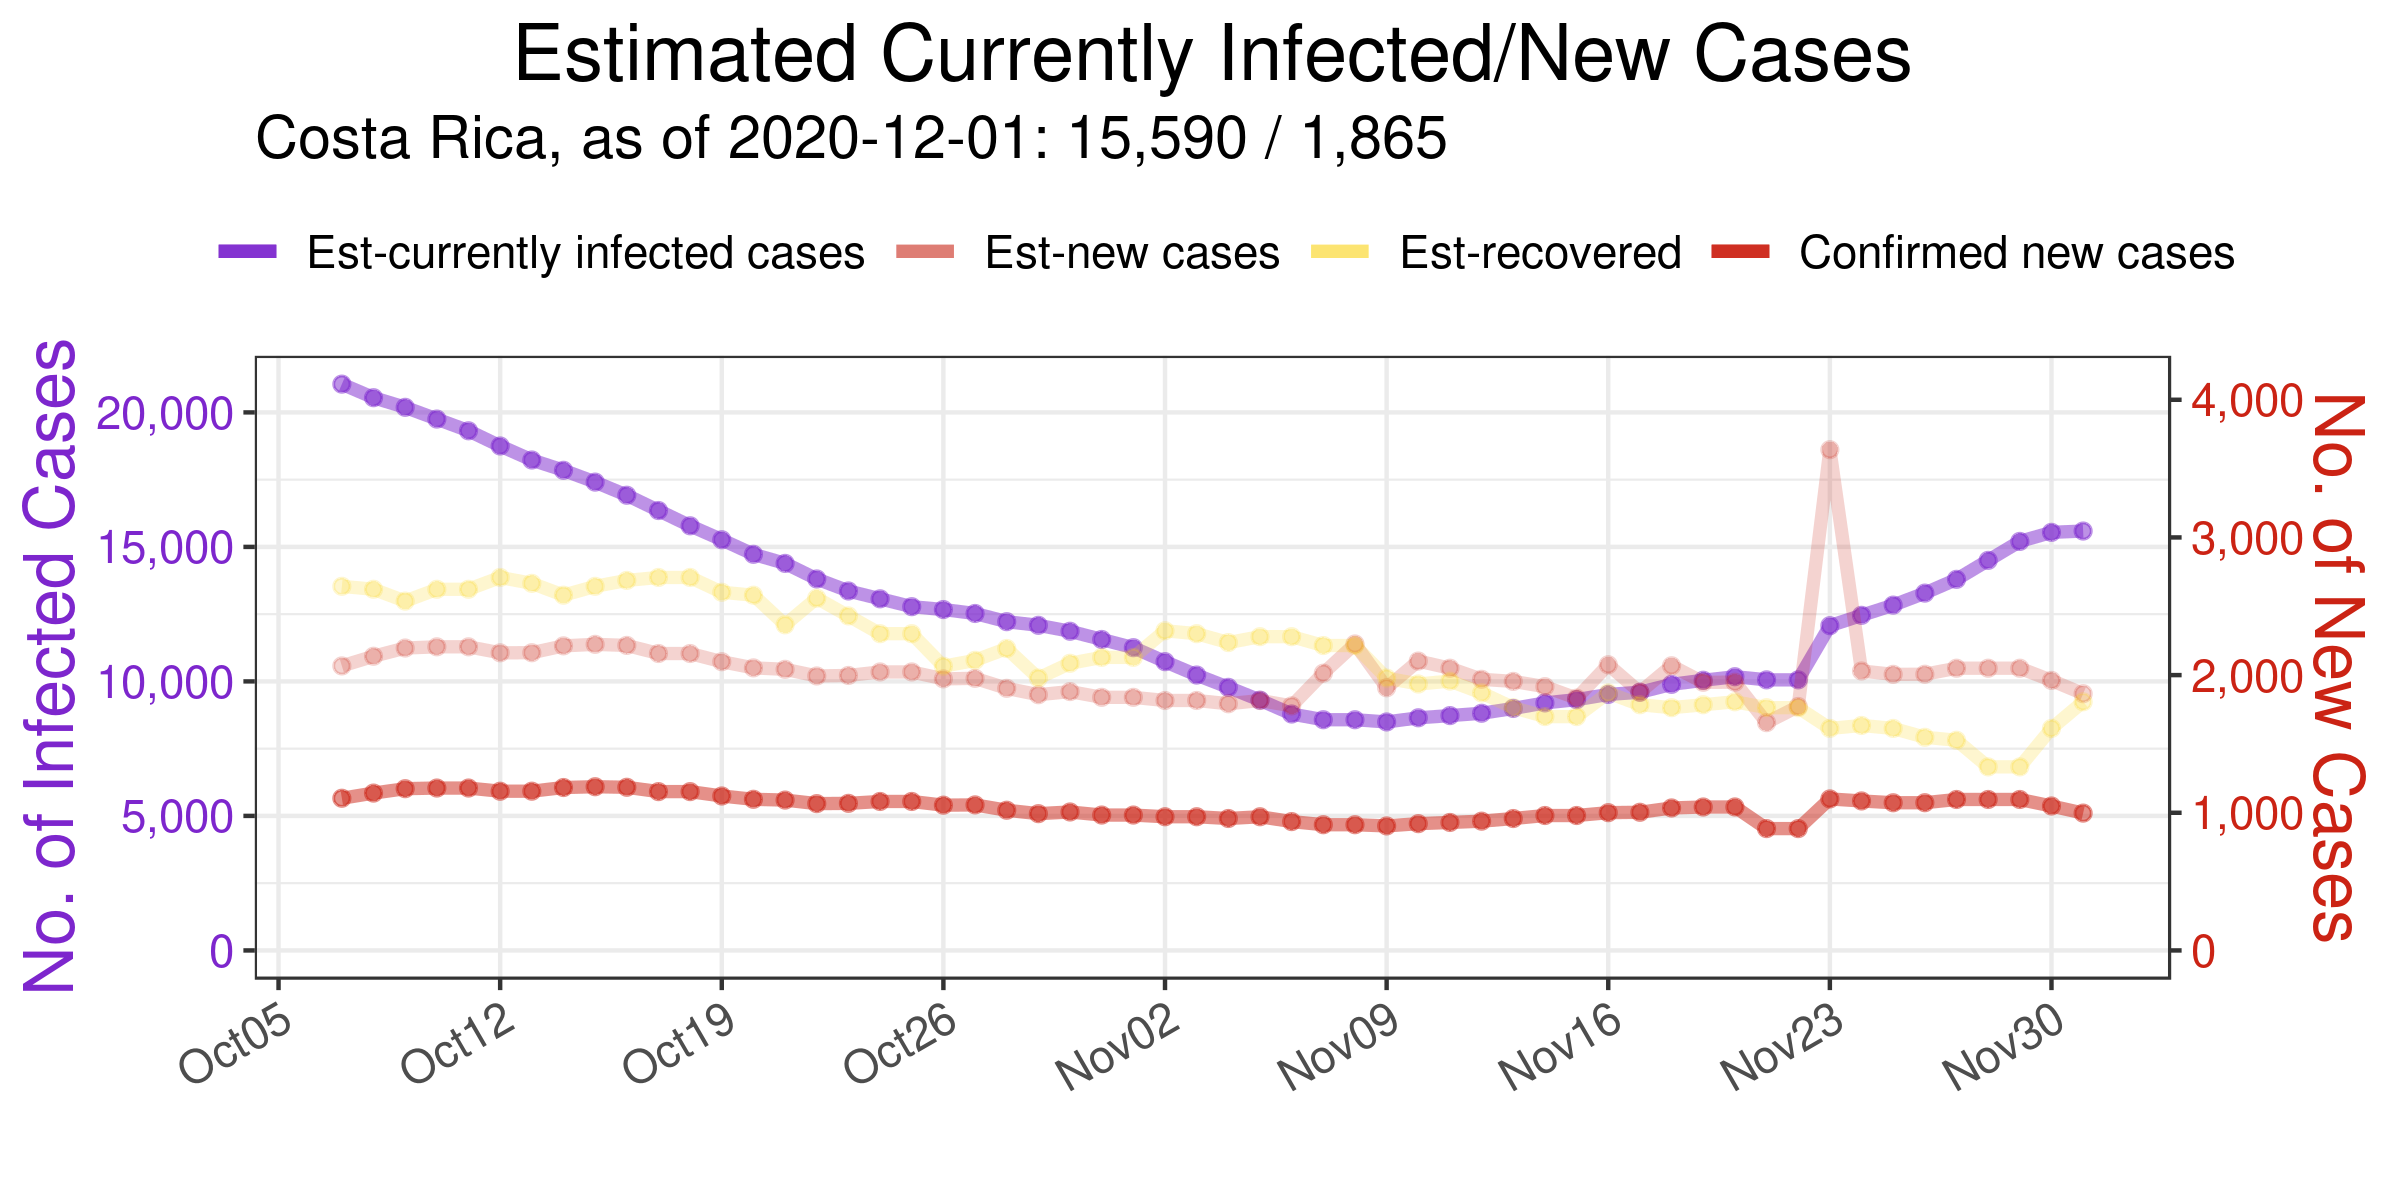 Estimated Currently Infected/New Cases
Costa Rica, as of 2020-12-01: 15,590 / 1,865
Est-currently infected cases Est-new cases Est-recovered Confirmed new cases
No. of Infected Cases
20,000
15,000
10,000
5,000
0
4,000
3,000
2,000
1,000
0
No. of New Cases
Oct05 Oct12 Oct19 Oct26 Nov02 Nov09 Nov16 Nov23 Nov30